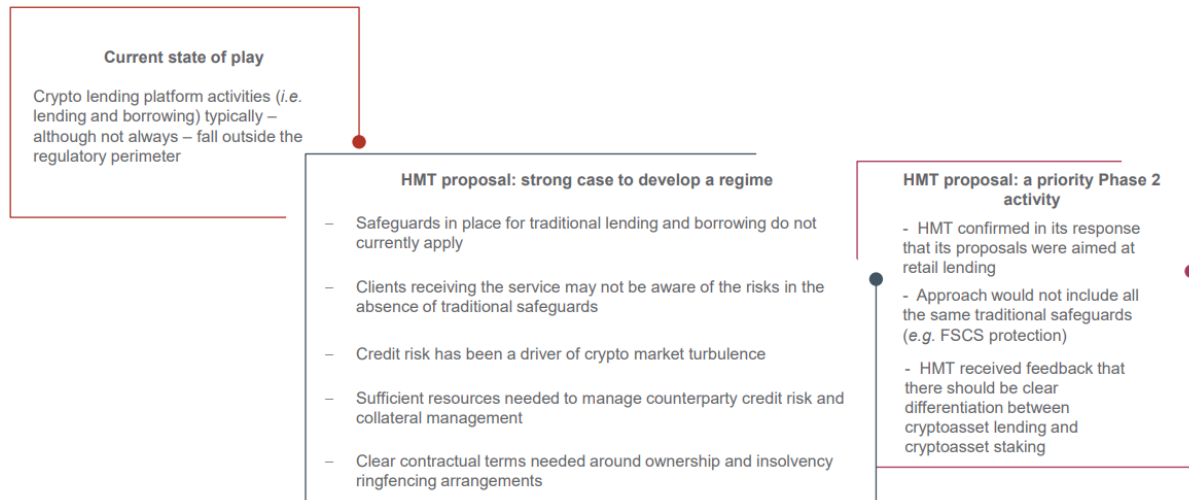 Current state of play
Crypto lending platform activities (i.e.
lending and borrowing) typically –
although not always – fall outside the
regulatory perimeter
HMT proposal: strong case to develop a regime
– Safeguards in place for traditional lending and borrowing do not
currently apply
– Clients receiving the service may not be aware of the risks in the
absence of traditional safeguards
– Credit risk has been a driver of crypto market turbulence
– Sufficient resources needed to manage counterparty credit risk and
collateral management
– Clear contractual terms needed around ownership and insolvency
ringfencing arrangements
HMT proposal: a priority Phase 2
activity
- HMT confirmed in its response
that its proposals were aimed at
retail lending
- Approach would not include all
the same traditional safeguards
(e.g. FSCS protection)
- HMT received feedback that
there should be clear
differentiation between
cryptoasset lending and
cryptoasset staking